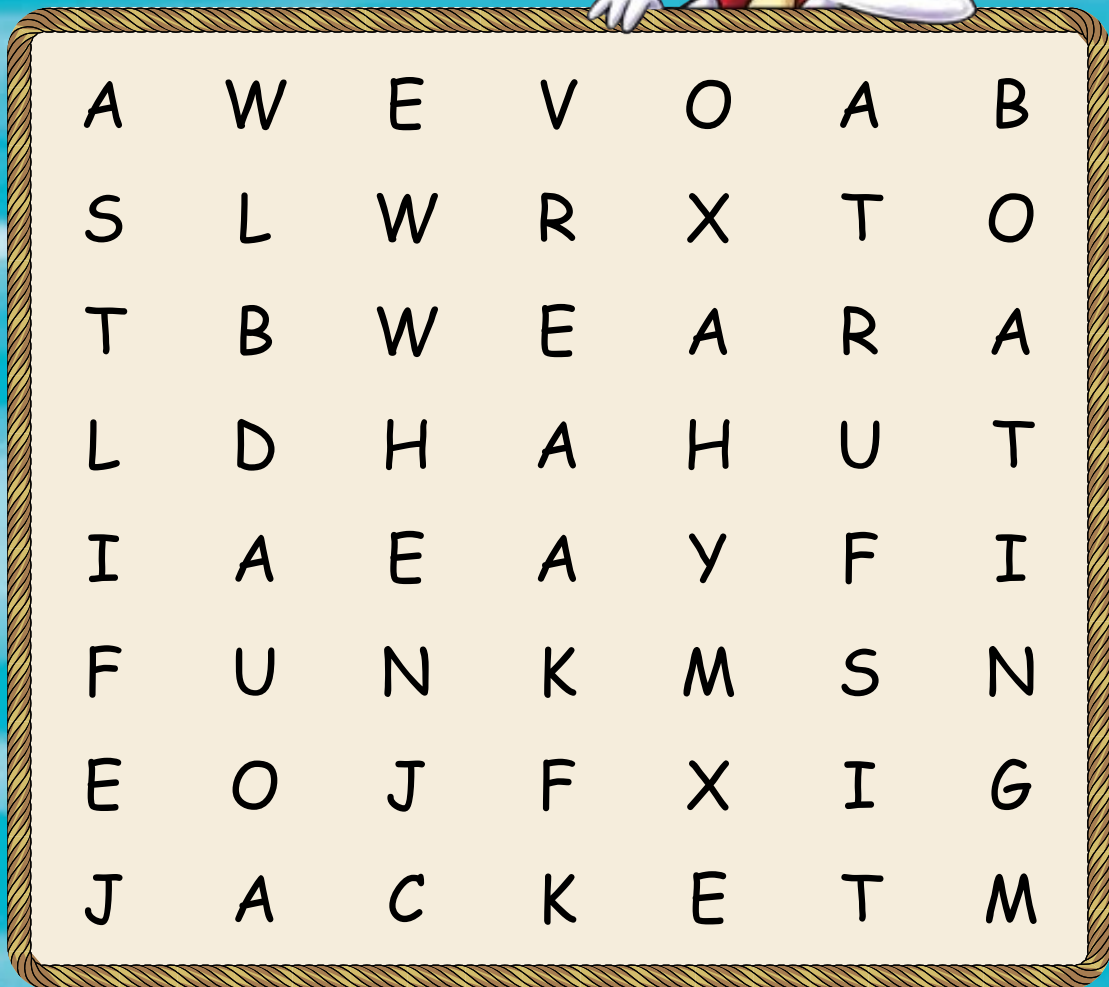 A W E V O A B
S L W R X T O
T B W E A R A
L D H A H U T
I A E A Y F I
F U N K M S N
E O J F X I G
J A C K E T M